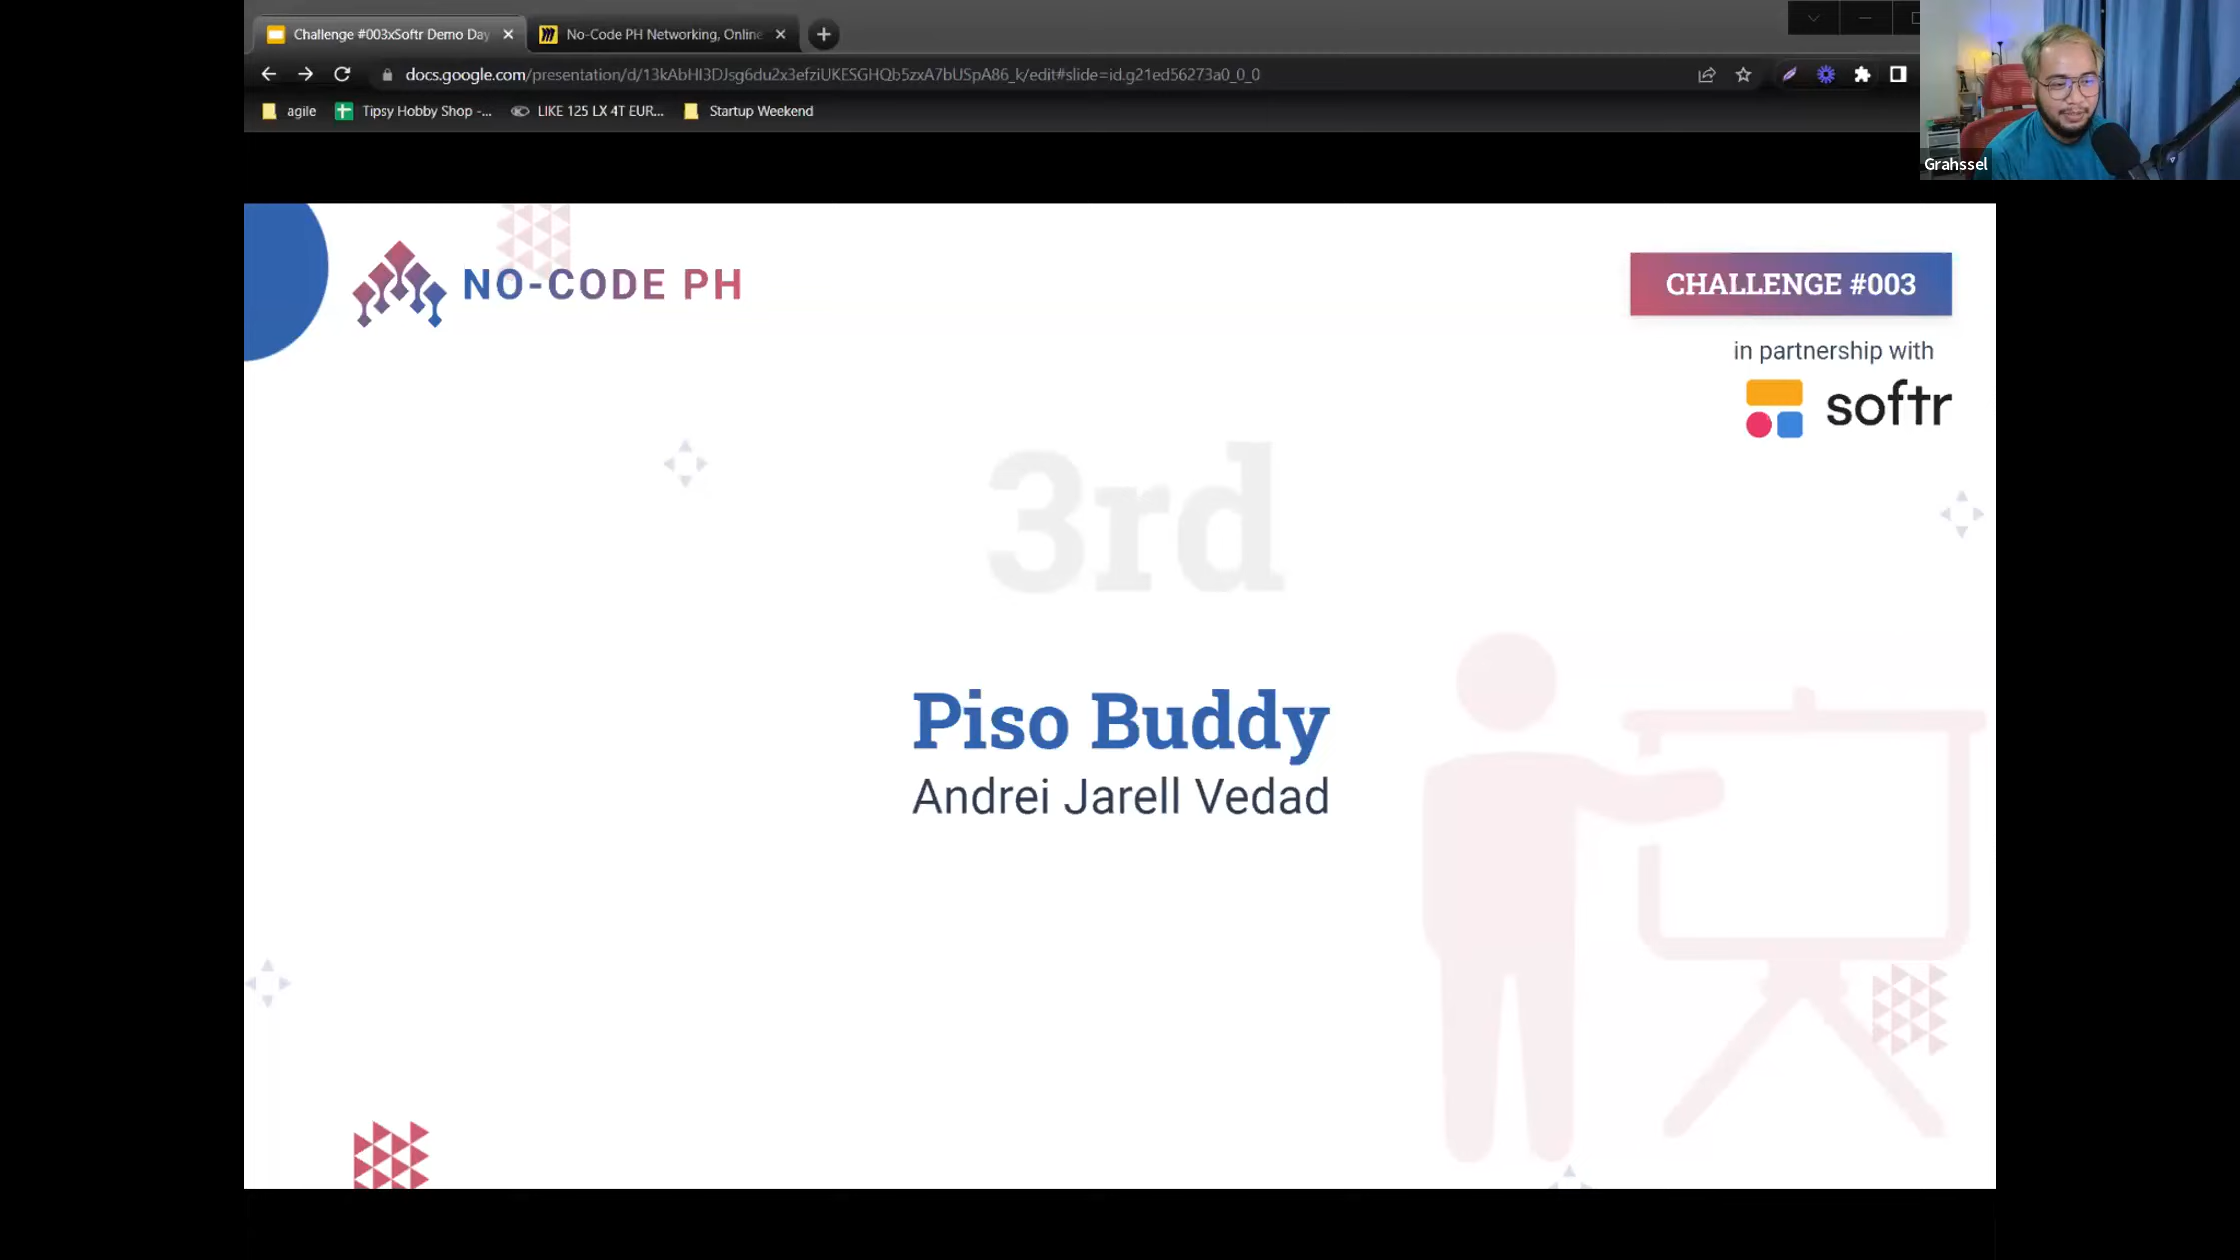 Challenge #003xSoftr Demo Day
No-Code PH Networking, Online
docs.google.com/presentation/d/13kAbHI3DJsg6du2x3efziUKESGHQb5zxA7bUSpA86_k/edit#slide=id.g21ed56273a0_0_0
agile
Tipsy Hobby Shop -...
LIKE 125 LX 4T EUR...
Startup Weekend
Grahssel
NO-CODE PH
CHALLENGE #003
in partnership with
softr
3rd
Piso Buddy
Andrei Jarell Vedad